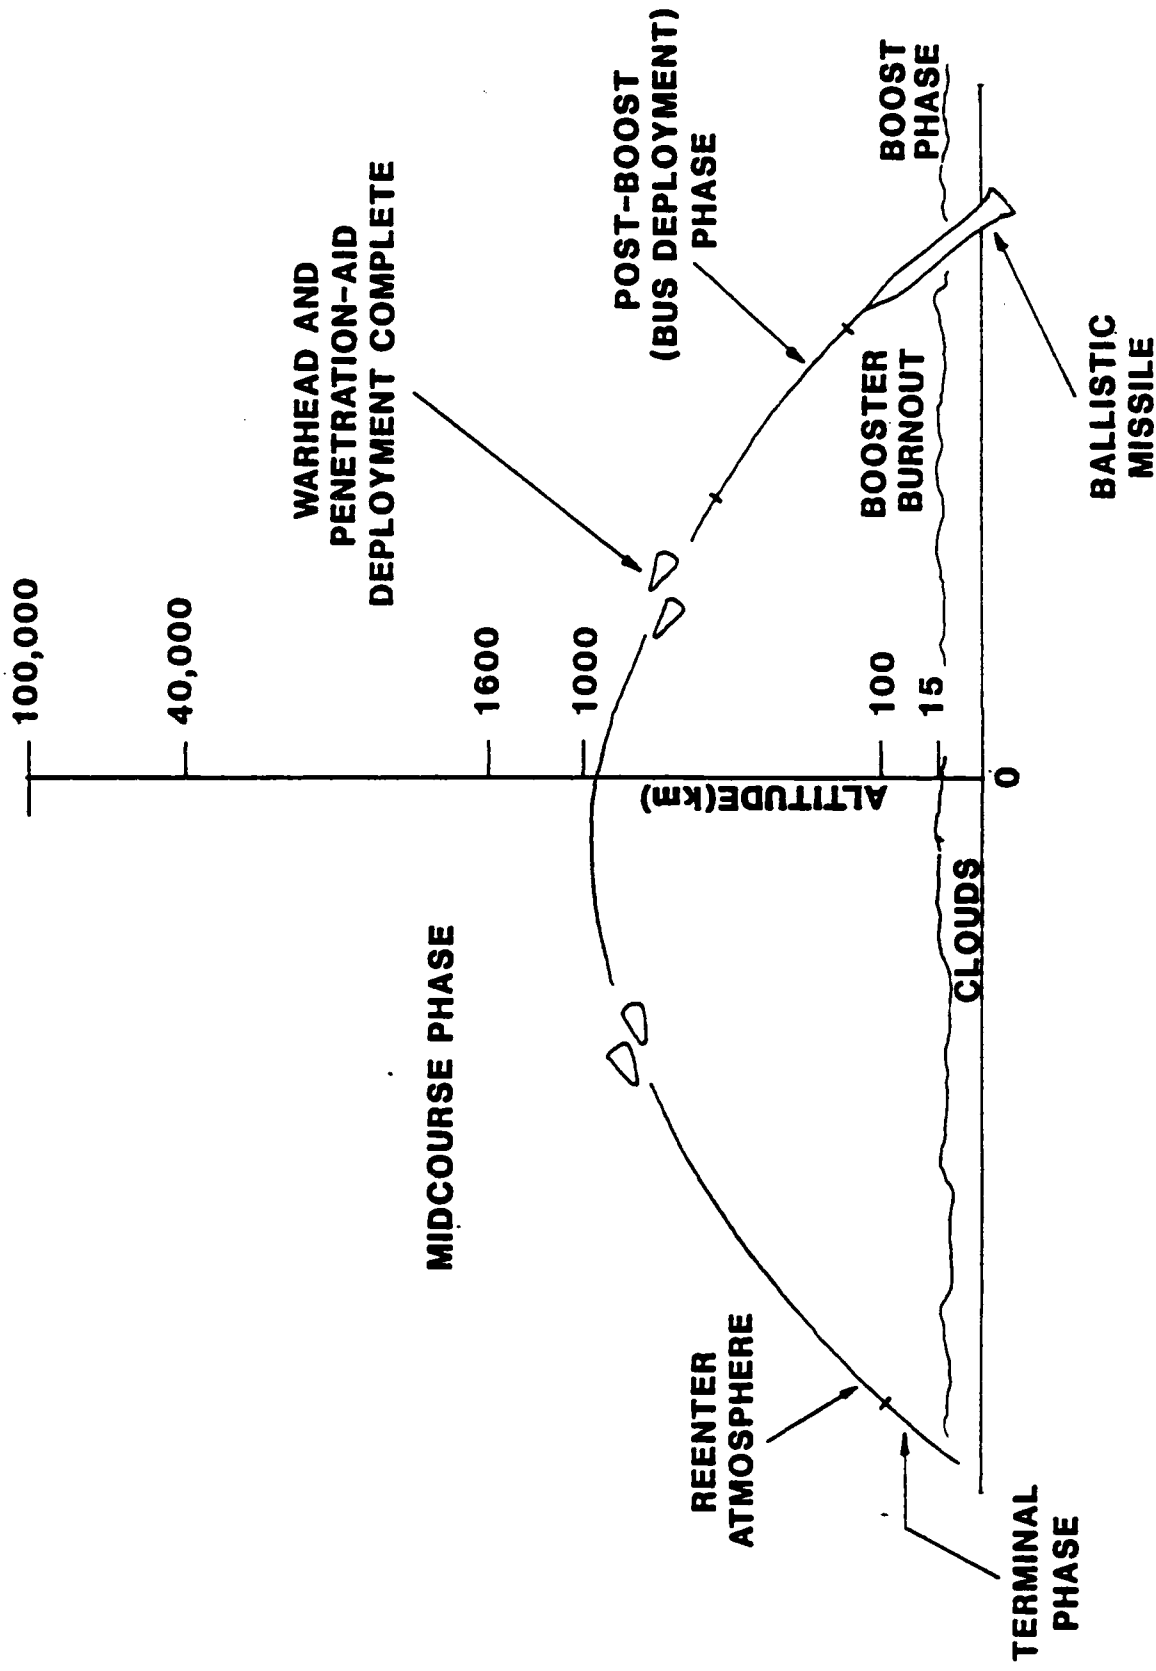 100,000
40,000
1600
1000
100
15
0
ALTITUDE(km)
WARHEAD AND
PENETRATION-AID
DEPLOYMENT COMPLETE
POST-BOOST
(BUS DEPLOYMENT)
PHASE
BOOST
PHASE
BOOSTER
BURNOUT
BALLISTIC
MISSILE
MIDCOURSE PHASE
CLOUDS
REENTER
ATMOSPHERE
TERMINAL
PHASE